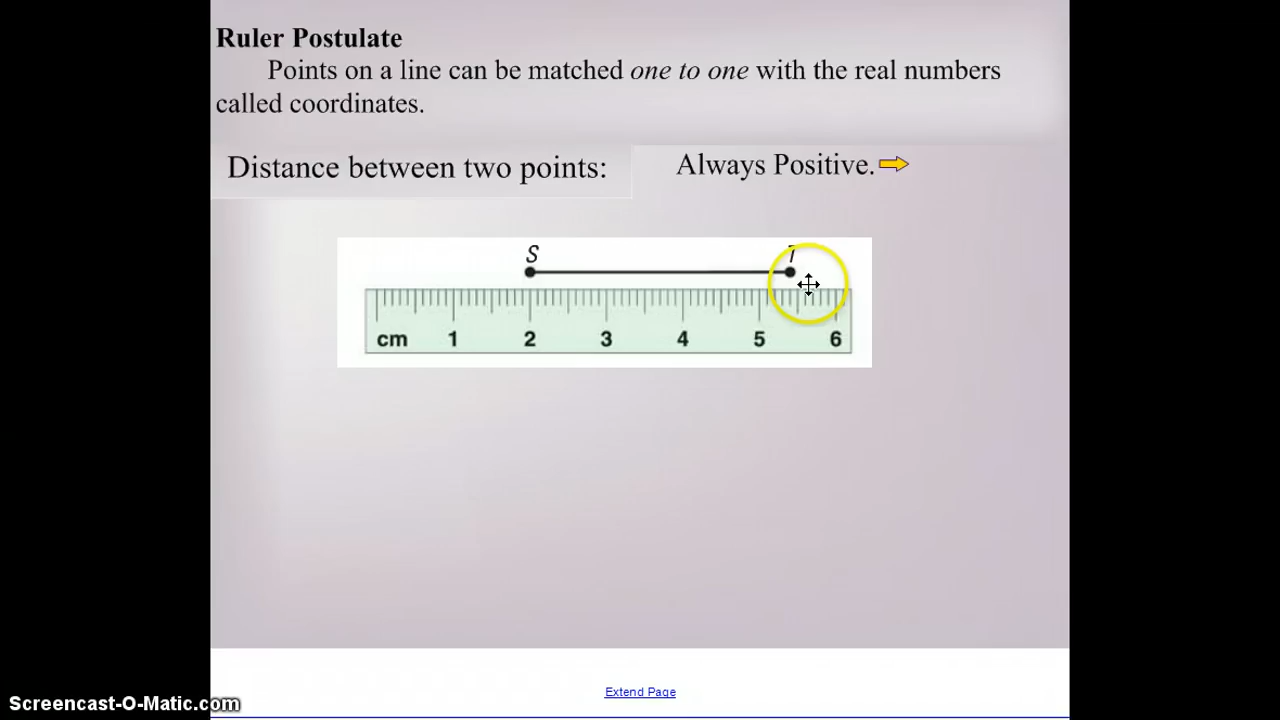 Ruler Postulate
Points on a line can be matched one to one with the real numbers
called coordinates.
Distance between two points:
Always Positive.
S T
cm 1 2 3 4 5 6
Extend Page
Screencast-O-Matic.com